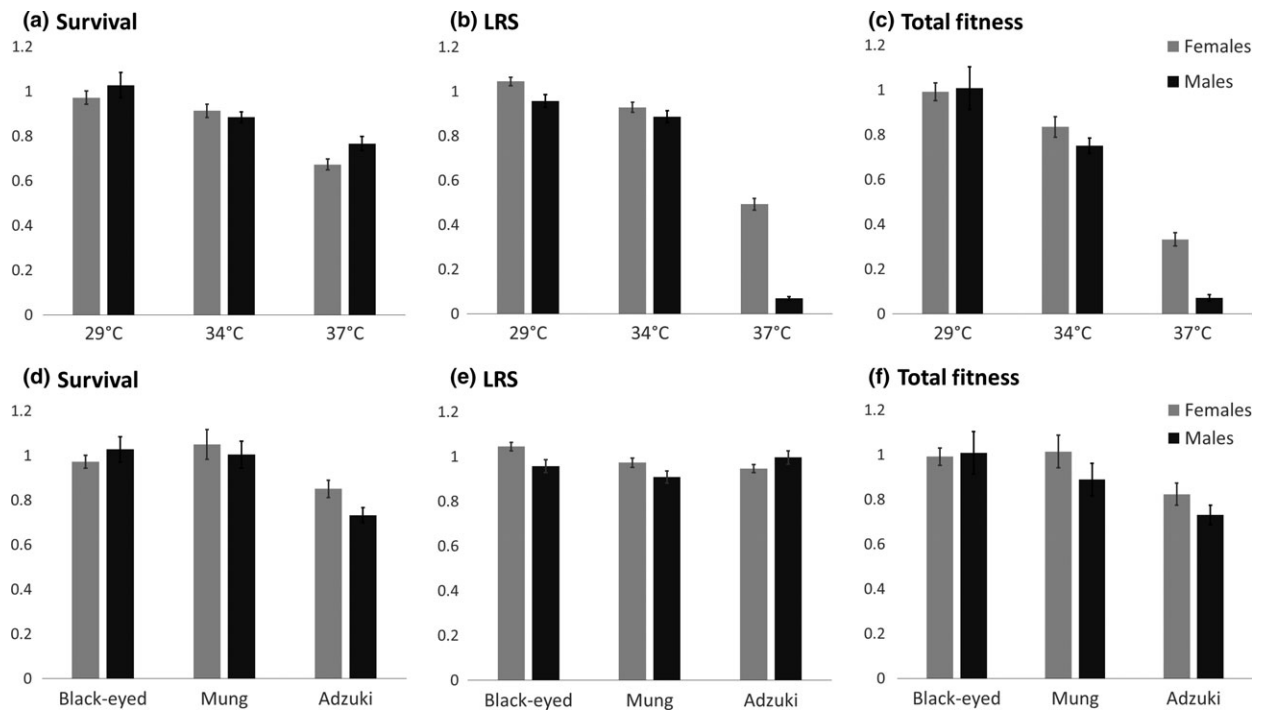 (a) Survival
1.2
1
0.8
0.6
0.4
0.2
0
29°C 34°C 37°C
(b) LRS
1.2
1
0.8
0.6
0.4
0.2
0
29°C 34°C 37°C
(c) Total fitness
1.2
1
0.8
0.6
0.4
0.2
0
29°C 34°C 37°C
Females
Males
(d) Survival
1.2
1
0.8
0.6
0.4
0.2
0
Black-eyed Mung Adzuki
(e) LRS
1.2
1
0.8
0.6
0.4
0.2
0
Black-eyed Mung Adzuki
(f) Total fitness
1.2
1
0.8
0.6
0.4
0.2
0
Black-eyed Mung Adzuki
Females
Males